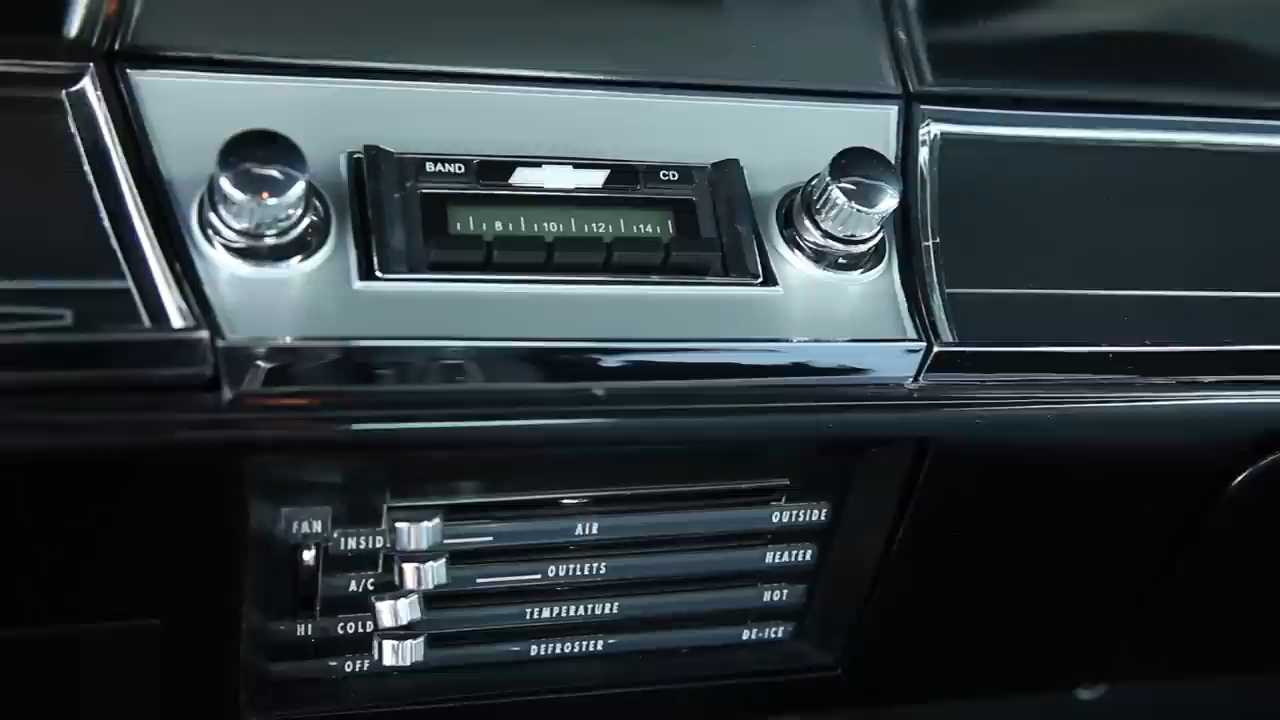 BAND CD
8 10 12 14
FAN
INSID AIR OUTSIDE
A/C OUTLETS HEATER
HI COLD TEMPERATURE HOT
OFF DEFROSTER DE-ICE